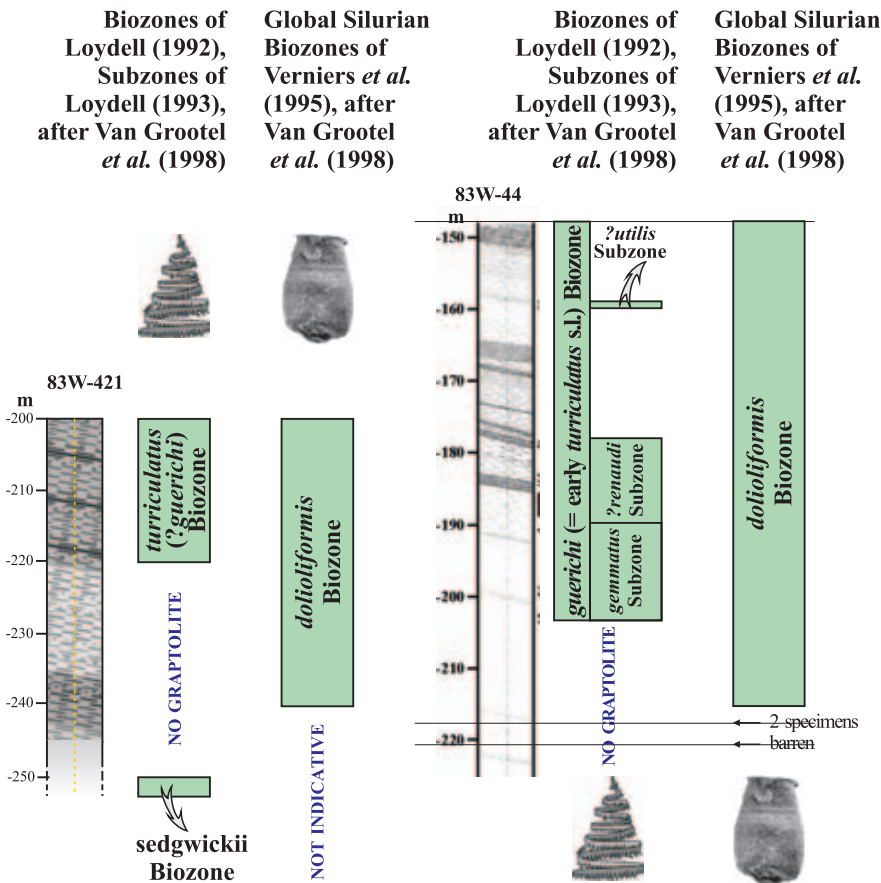 Biozones of
Loydell (1992),
Subzones of
Loydell (1993),
after Van Grootel
et al. (1998)
Global Silurian
Biozones of
Verniers et al.
(1995), after
Van Grootel
et al. (1998)
Biozones of
Loydell (1992),
Subzones of
Loydell (1993),
after Van Grootel
et al. (1998)
Global Silurian
Biozones of
Verniers et al.
(1995), after
Van Grootel
et al. (1998)
83W-421
m
-200
-210
-220
-230
-240
-250
turriculatus
(?guerichi)
Biozone
NO GRAPTOLITE
sedgwickii
Biozone
dolioliformis
Biozone
NOT INDICATIVE
83W-44
m
-150
-160
-170
-180
-190
-200
-210
-220
guerichi (= early turriculatus s.l.) Biozone
?utilis
Subzone
?renaudi
Subzone
gemmatus
Subzone
NO GRAPTOLITE
dolioliformis
Biozone
2 specimens
barren